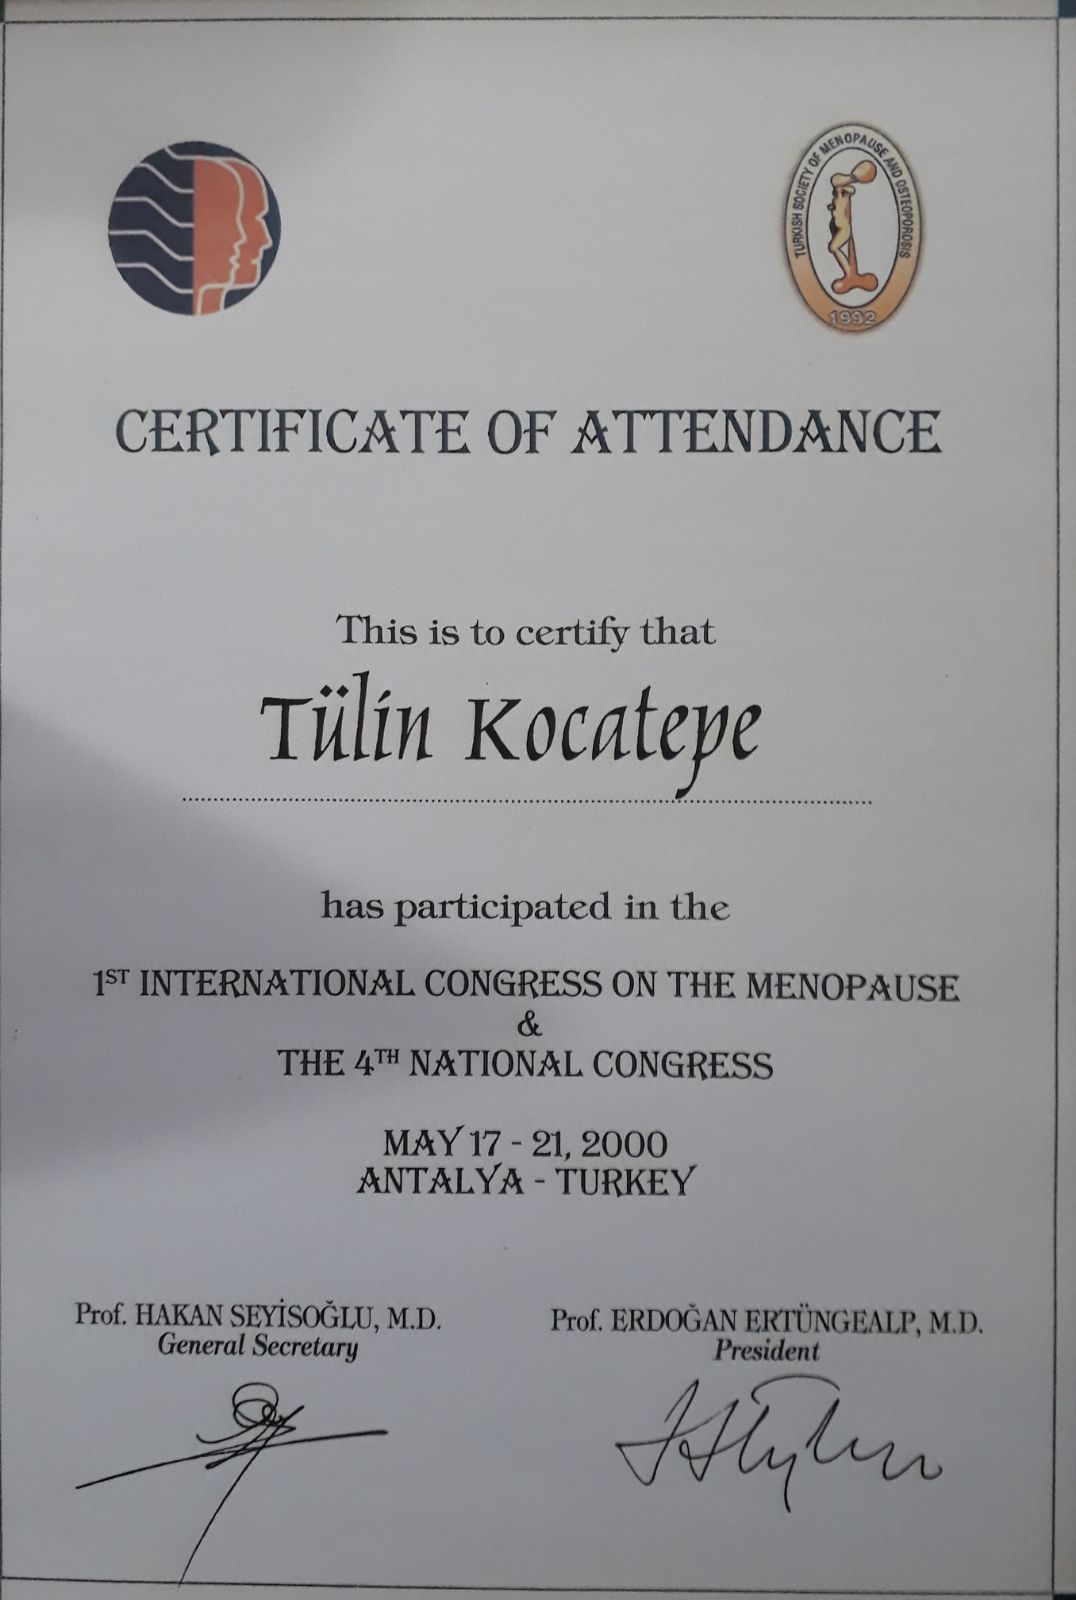 TURKISH SOCIETY OF MENOPAUSE AND OSTEOPOROSIS
1992
CERTIFICATE OF ATTENDANCE
This is to certify that
Tülin Kocatepe
has participated in the
1ST INTERNATIONAL CONGRESS ON THE MENOPAUSE
&
THE 4TH NATIONAL CONGRESS
MAY 17 - 21, 2000
ANTALYA - TURKEY
Prof. HAKAN SEYİSOĞLU, M.D.
General Secretary
Prof. ERDOĞAN ERTÜNGEALP, M.D.
President